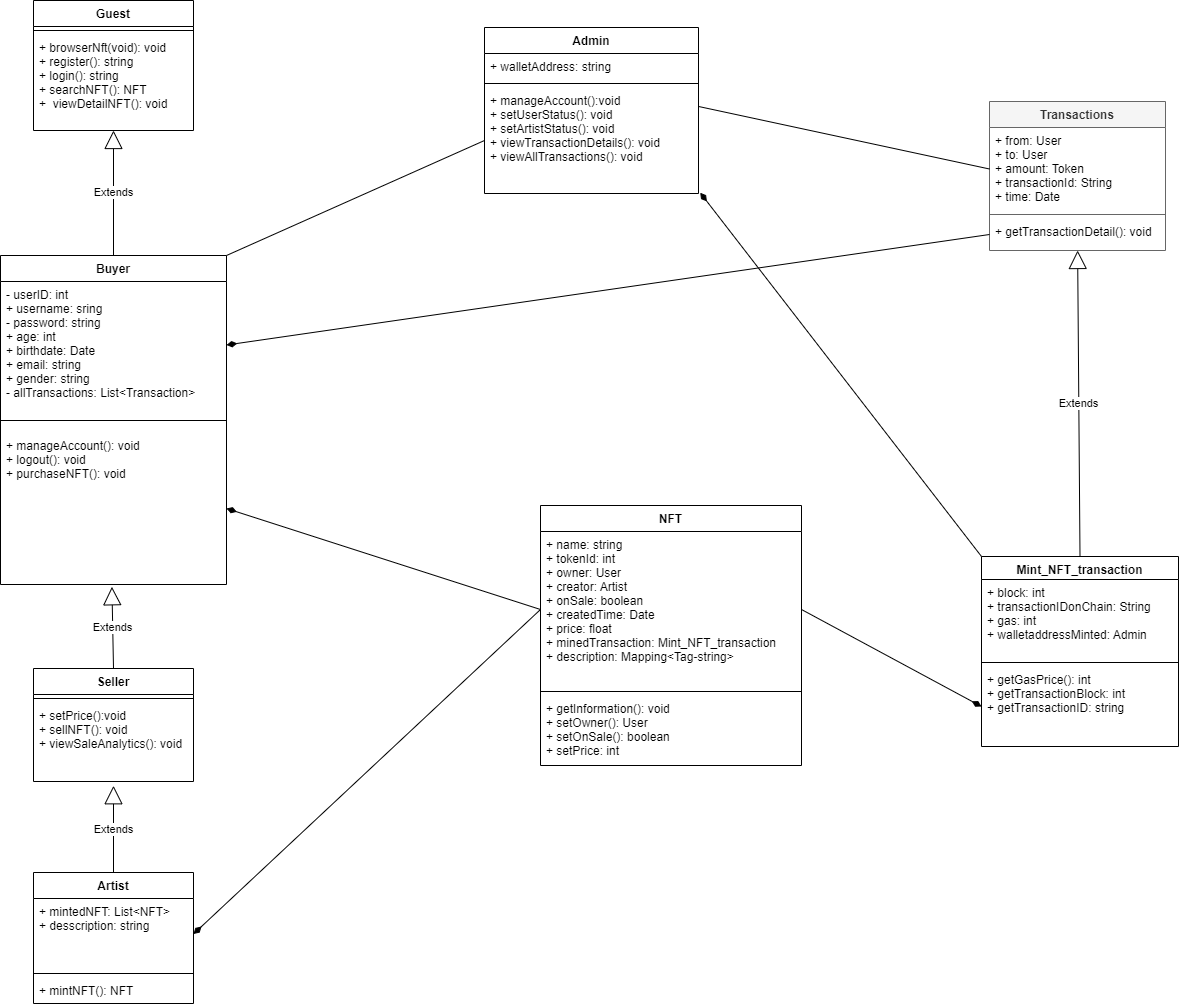 Guest
+ browserNft(void): void
+ register(): string
+ login(): string
+ searchNFT(): NFT
+  viewDetailNFT(): void
Extends
Admin
+ walletAddress: string
+ manageAccount():void
+ setUserStatus(): void
+ setArtistStatus(): void
+ viewTransactionDetails(): void
+ viewAllTransactions(): void
Transactions
+ from: User
+ to: User
+ amount: Token
+ transactionId: String
+ time: Date
+ getTransactionDetail(): void
Extends
Buyer
- userID: int
+ username: sring
- password: string
+ age: int
+ birthdate: Date
+ email: string
+ gender: string
- allTransactions: List<Transaction>
+ manageAccount(): void
+ logout(): void
+ purchaseNFT(): void
Extends
NFT
+ name: string
+ tokenId: int
+ owner: User
+ creator: Artist
+ onSale: boolean
+ createdTime: Date
+ price: float
+ minedTransaction: Mint_NFT_transaction
+ description: Mapping<Tag-string>
+ getInformation(): void
+ setOwner(): User
+ setOnSale(): boolean
+ setPrice: int
Mint_NFT_transaction
+ block: int
+ transactionIDonChain: String
+ gas: int
+ walletaddressMinted: Admin
+ getGasPrice(): int
+ getTransactionBlock: int
+ getTransactionID: string
Seller
+ setPrice():void
+ sellNFT(): void
+ viewSaleAnalytics(): void
Extends
Artist
+ mintedNFT: List<NFT>
+ desscription: string
+ mintNFT(): NFT